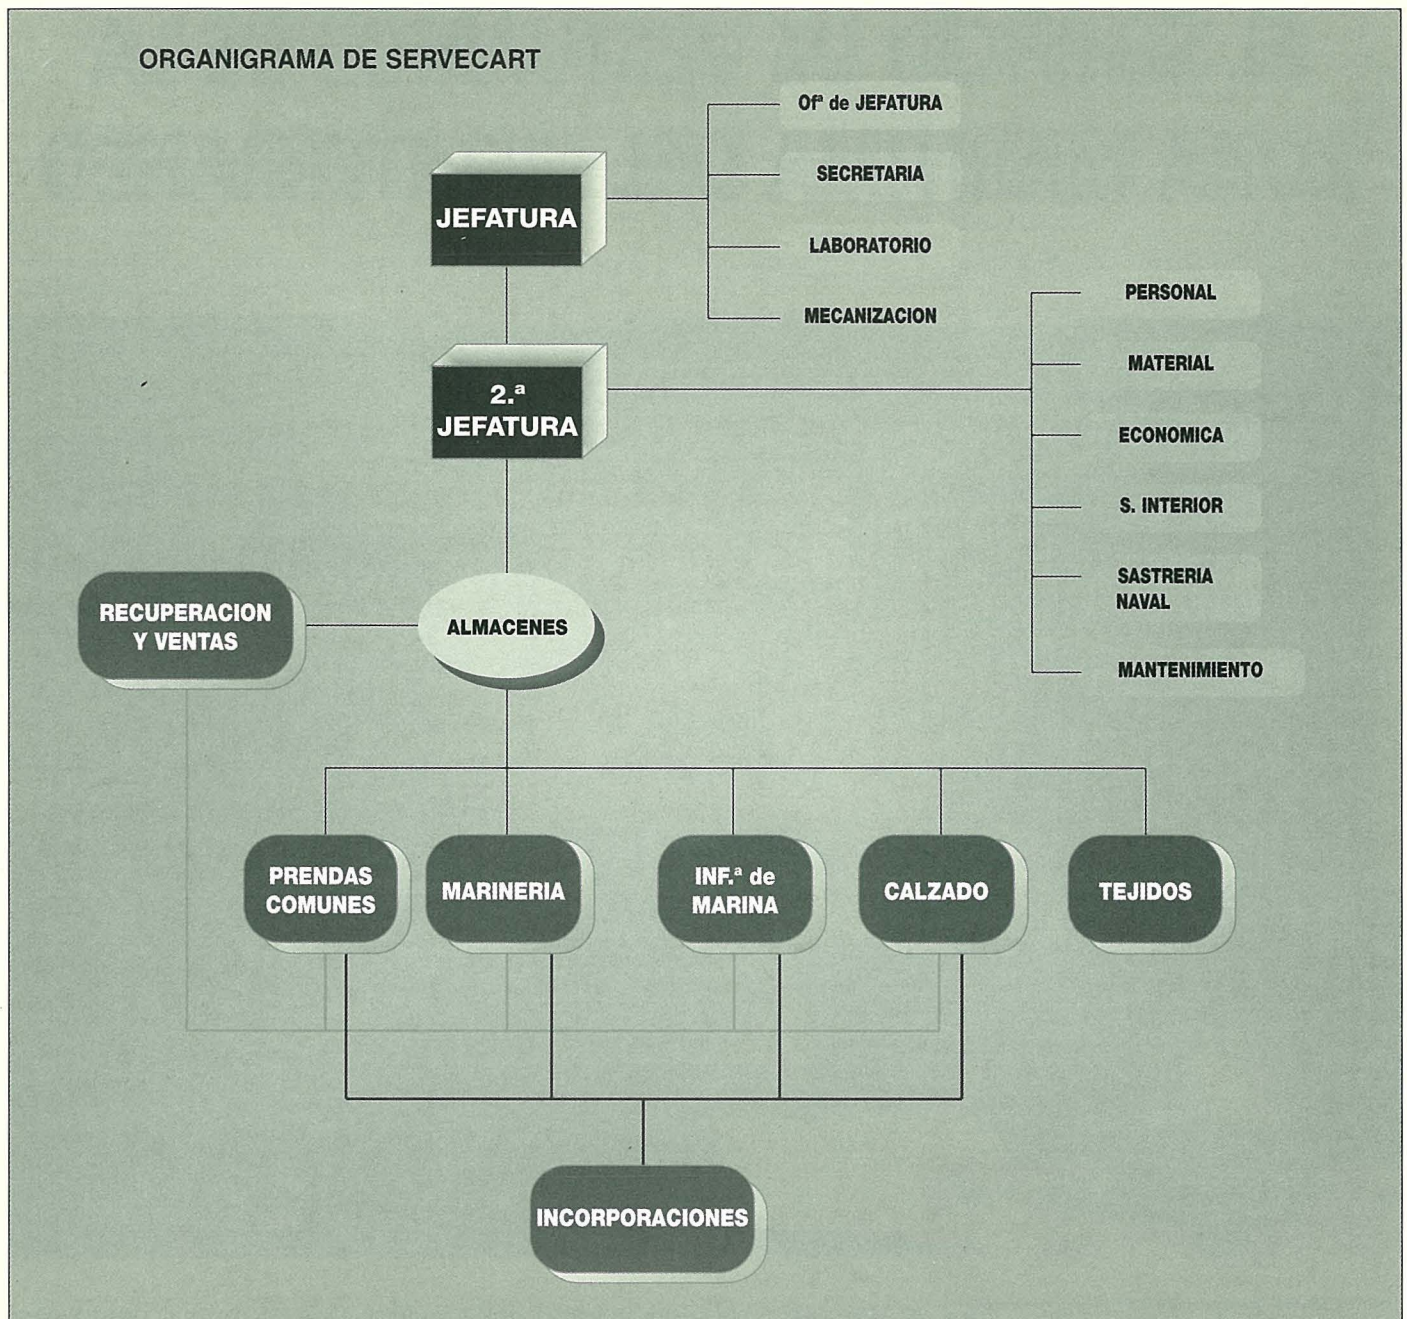 ORGANIGRAMA DE SERVECART
JEFATURA
Ofª de JEFATURA
SECRETARIA
LABORATORIO
MECANIZACION
2.ª
JEFATURA
PERSONAL
MATERIAL
ECONOMICA
S. INTERIOR
SASTRERIA
NAVAL
MANTENIMIENTO
RECUPERACION
Y VENTAS
ALMACENES
PRENDAS
COMUNES
MARINERIA
INF.ª de
MARINA
CALZADO
TEJIDOS
INCORPORACIONES